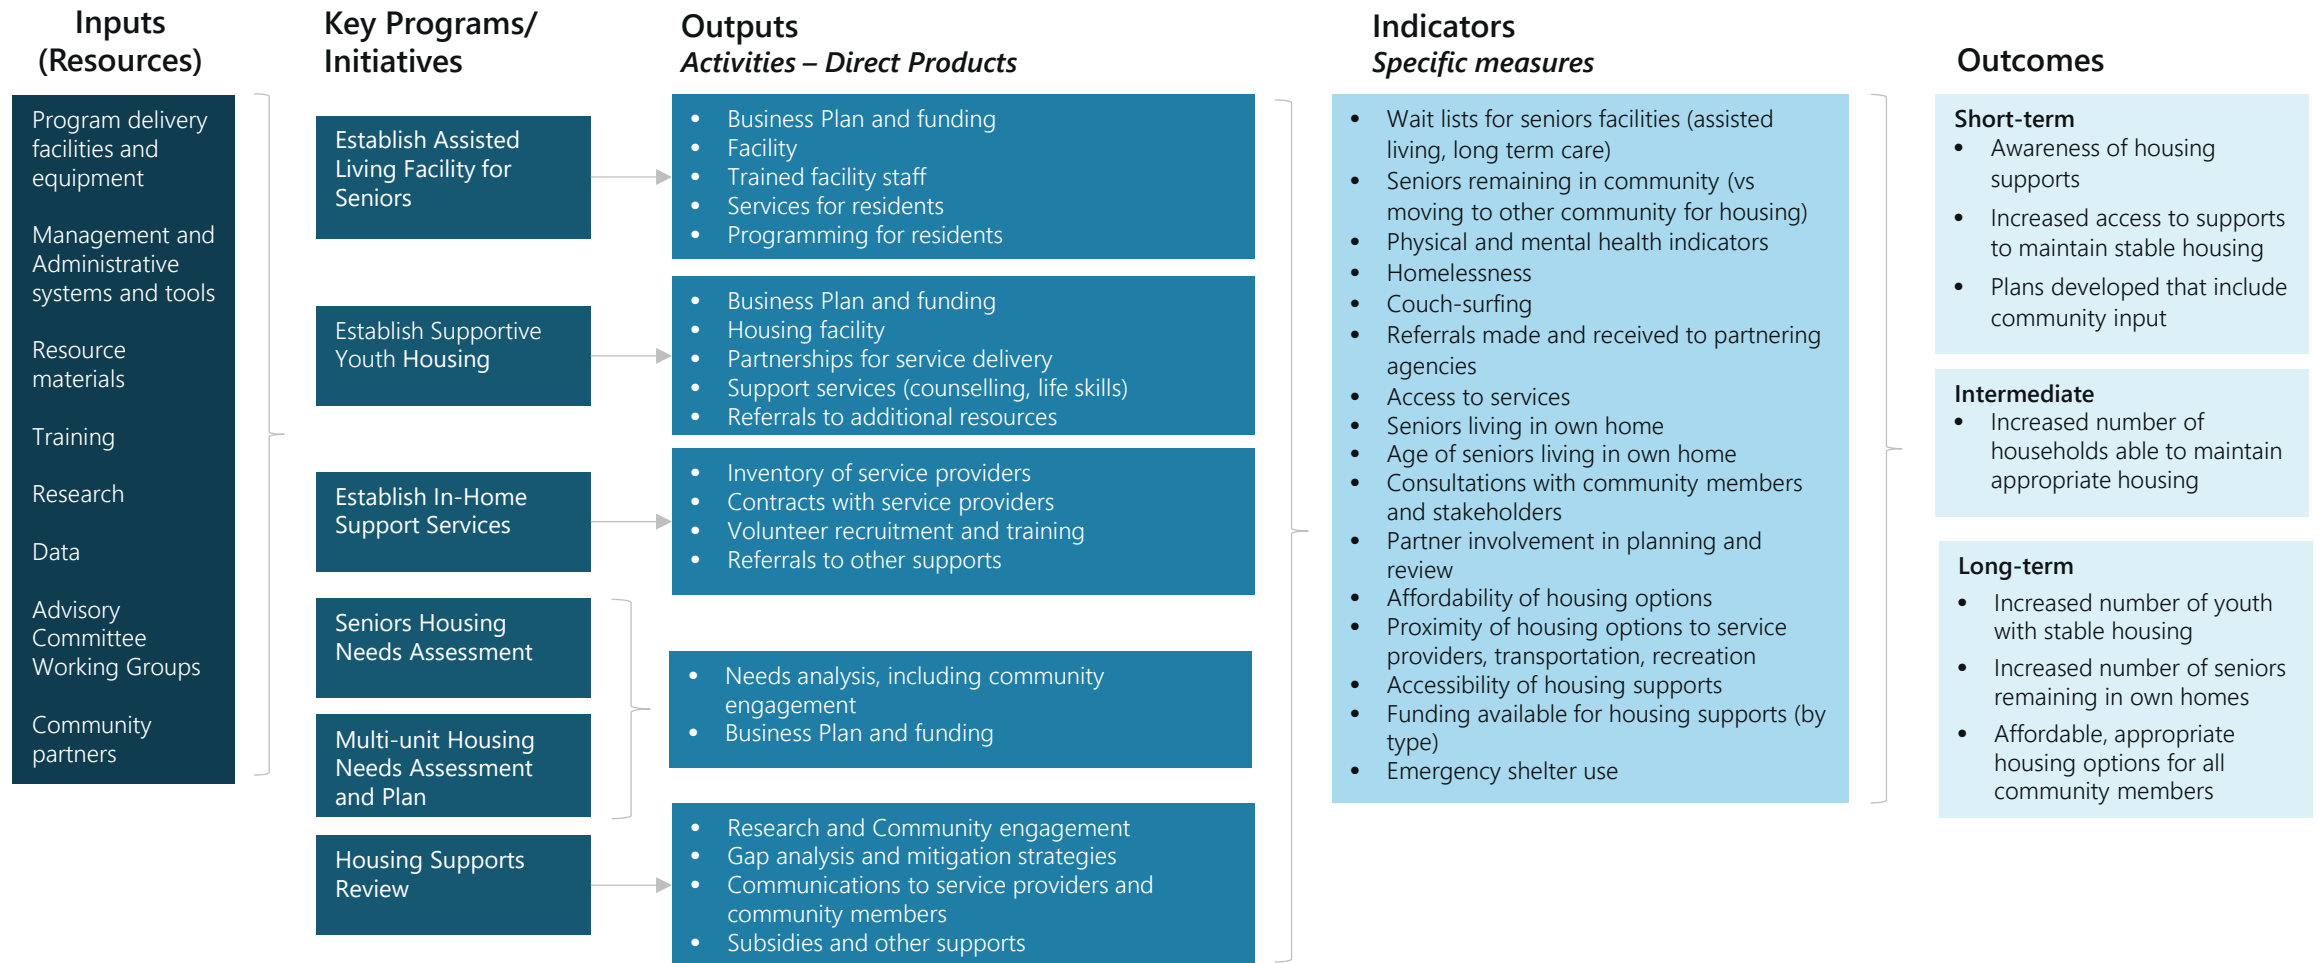 Inputs
(Resources)
Program delivery
facilities and
equipment
Management and
Administrative
systems and tools
Resource
materials
Training
Research
Data
Advisory
Committee
Working Groups
Community
partners
Key Programs/
Initiatives
Establish Assisted
Living Facility for
Seniors
Establish Supportive
Youth Housing
Establish In-Home
Support Services
Seniors Housing
Needs Assessment
Multi-unit Housing
Needs Assessment
and Plan
Housing Supports
Review
Outputs
Activities – Direct Products
• Business Plan and funding
• Facility
• Trained facility staff
• Services for residents
• Programming for residents
• Business Plan and funding
• Housing facility
• Partnerships for service delivery
• Support services (counselling, life skills)
• Referrals to additional resources
• Inventory of service providers
• Contracts with service providers
• Volunteer recruitment and training
• Referrals to other supports
• Needs analysis, including community
engagement
• Business Plan and funding
• Research and Community engagement
• Gap analysis and mitigation strategies
• Communications to service providers and
community members
• Subsidies and other supports
Indicators
Specific measures
• Wait lists for seniors facilities (assisted
living, long term care)
• Seniors remaining in community (vs
moving to other community for housing)
• Physical and mental health indicators
• Homelessness
• Couch-surfing
• Referrals made and received to partnering
agencies
• Access to services
• Seniors living in own home
• Age of seniors living in own home
• Consultations with community members
and stakeholders
• Partner involvement in planning and
review
• Affordability of housing options
• Proximity of housing options to service
providers, transportation, recreation
• Accessibility of housing supports
• Funding available for housing supports (by
type)
• Emergency shelter use
Outcomes
Short-term
• Awareness of housing
supports
• Increased access to supports
to maintain stable housing
• Plans developed that include
community input
Intermediate
• Increased number of
households able to maintain
appropriate housing
Long-term
• Increased number of youth
with stable housing
• Increased number of seniors
remaining in own homes
• Affordable, appropriate
housing options for all
community members